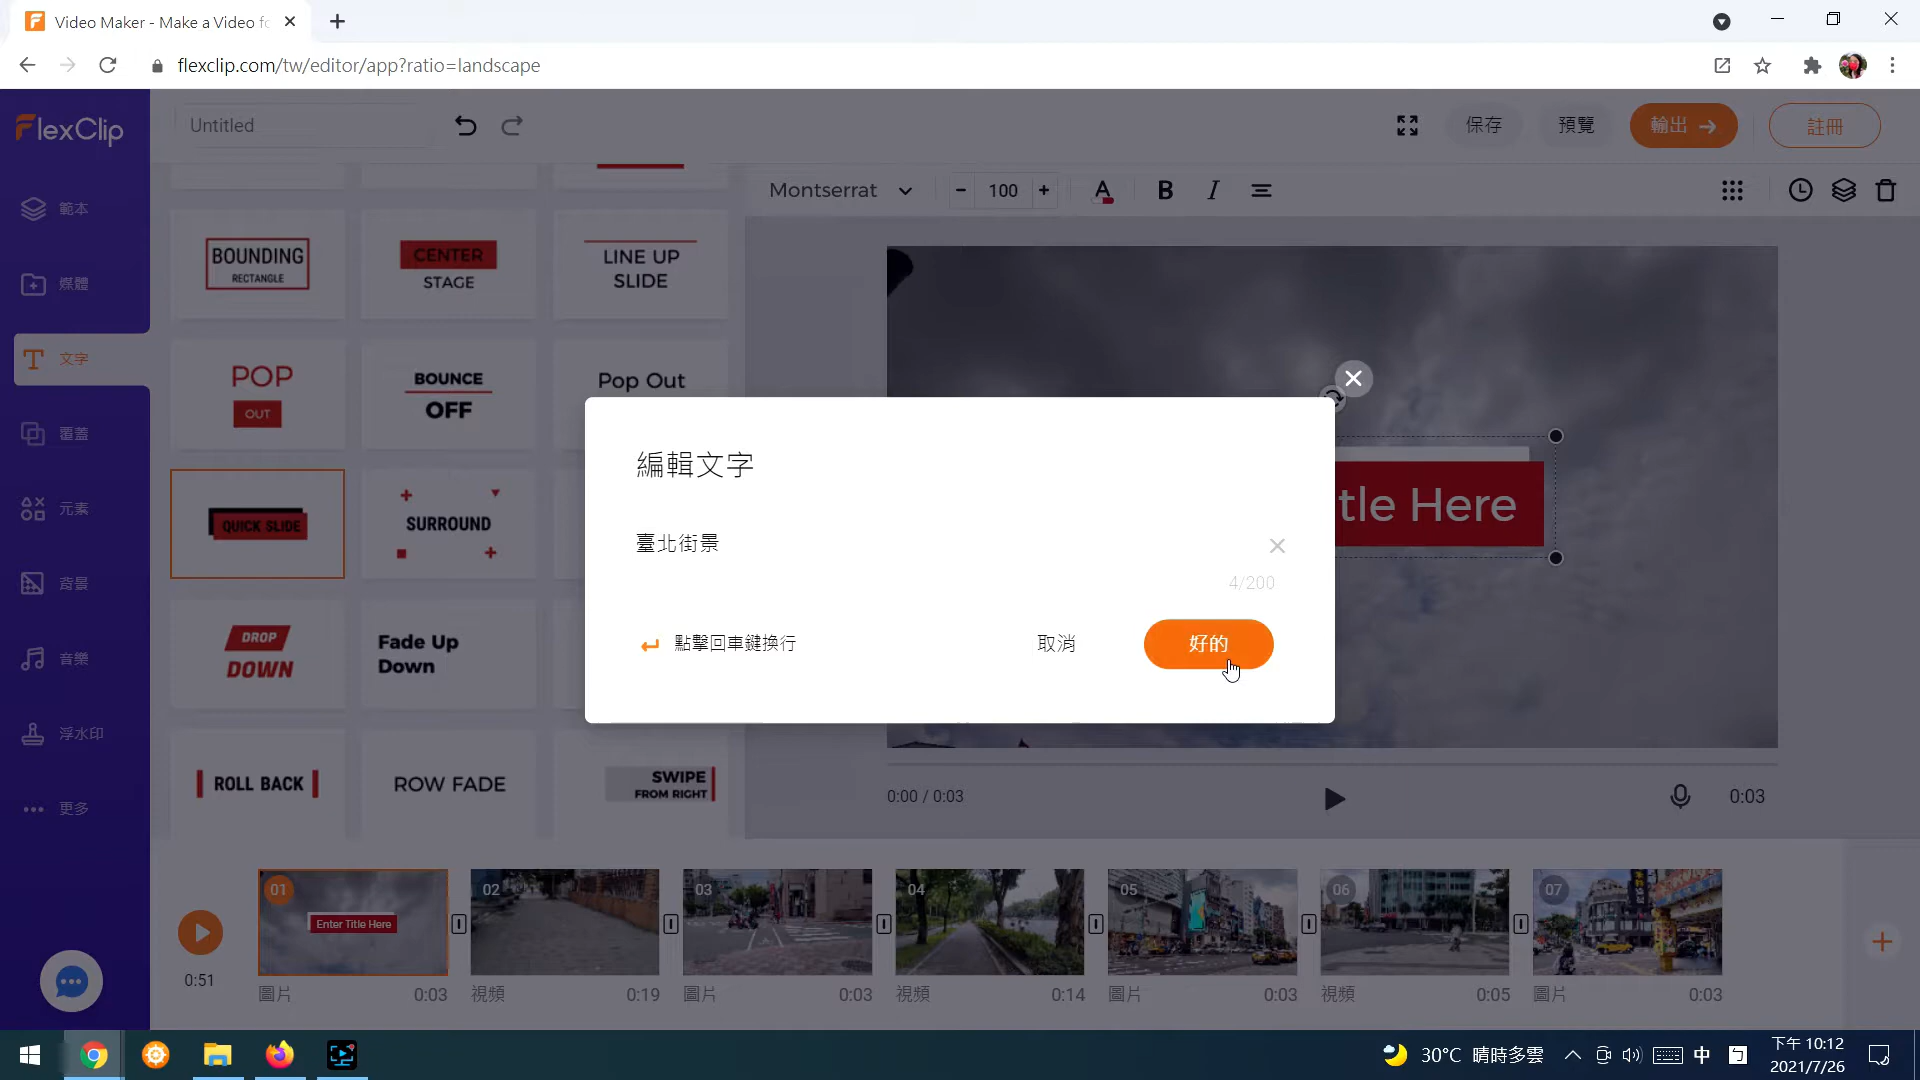 Video Maker - Make a Video fo
flexclip.com/tw/editor/app?ratio=landscape
FlexClip
Untitled
保存
預覽
輸出
註冊
範本
媒體
文字
覆蓋
元素
背景
音樂
浮水印
更多
Montserrat
100
A
B
I
BOUNDING
RECTANGLE
CENTER
STAGE
LINE UP
SLIDE
POP
OUT
BOUNCE
OFF
Pop Out
QUICK SLIDE
SURROUND
DROP
DOWN
Fade Up
Down
ROLL BACK
ROW FADE
SWIPE
FROM RIGHT
tle Here
編輯文字
臺北街景
4/200
點擊回車鍵換行
取消
好的
0:00 / 0:03
0:03
0:51
01
Enter Title Here
圖片
0:03
02
視頻
0:19
03
圖片
0:03
04
視頻
0:14
05
圖片
0:03
06
視頻
0:05
07
圖片
0:03
30°C 晴時多雲
中
下午 10:12
2021/7/26